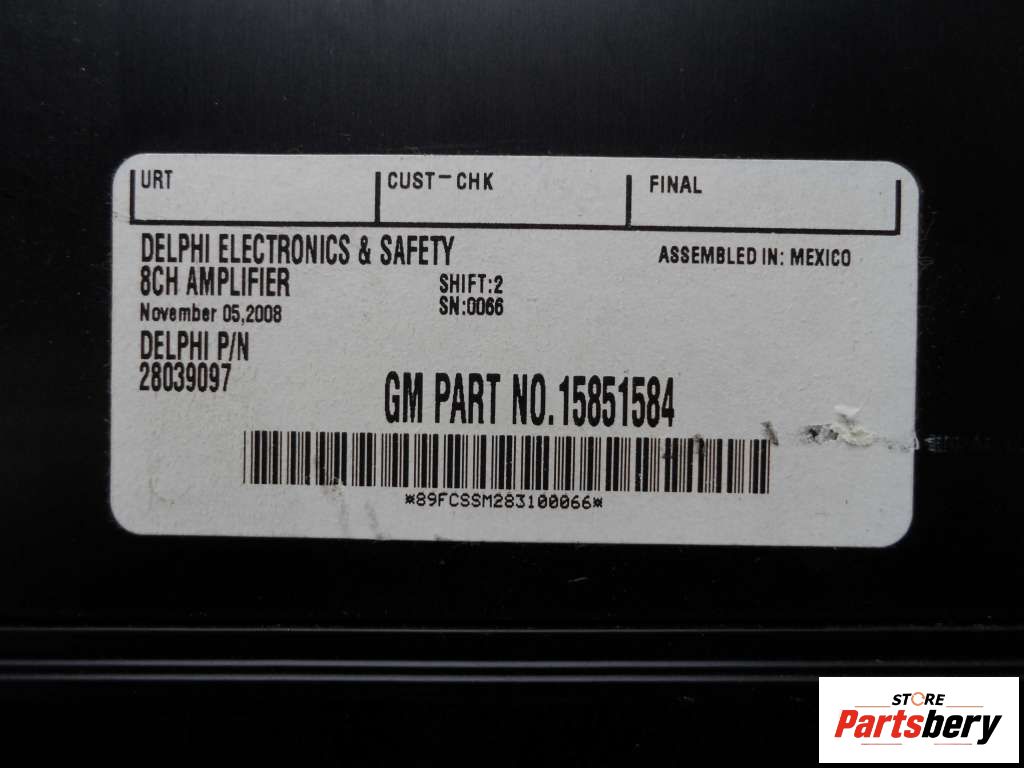 URT CUST-CHK FINAL
DELPHI ELECTRONICS & SAFETY ASSEMBLED IN: MEXICO
8CH AMPLIFIER SHIFT:2
November 05,2008 SN:0066
DELPHI P/N
28039097
GM PART NO.15851584
*89FCSSM283100066*
STORE
Partsbery